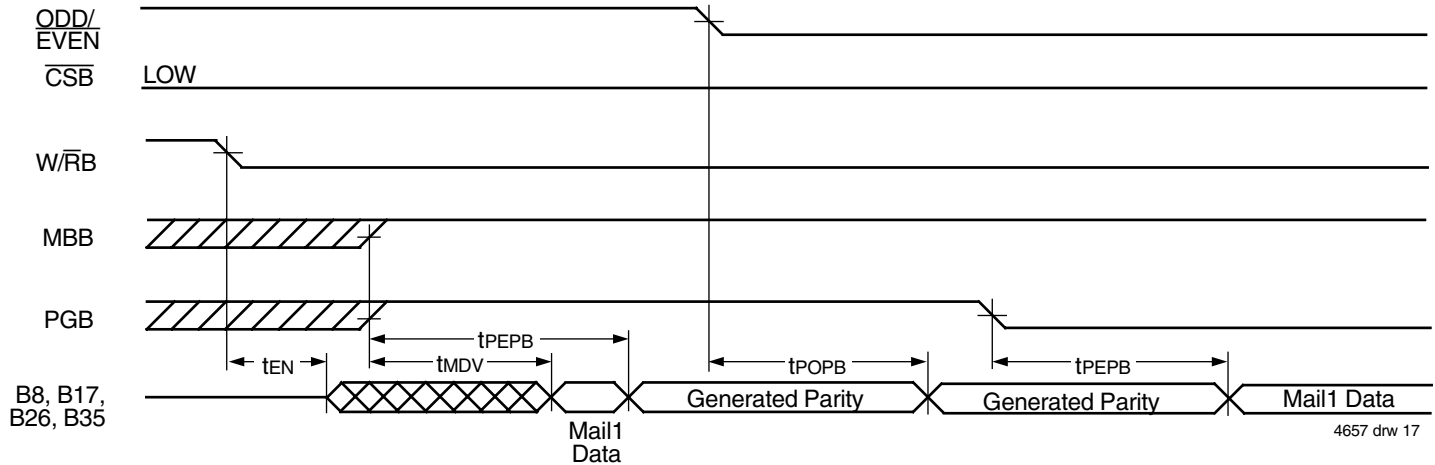 ODD/
EVEN
CSB
LOW
W/RB
MBB
PGB
tPEPB
tEN
tMDV
tPOPB
tPEPB
B8, B17,
B26, B35
Generated Parity
Generated Parity
Mail1 Data
Mail1
Data
4657 drw 17